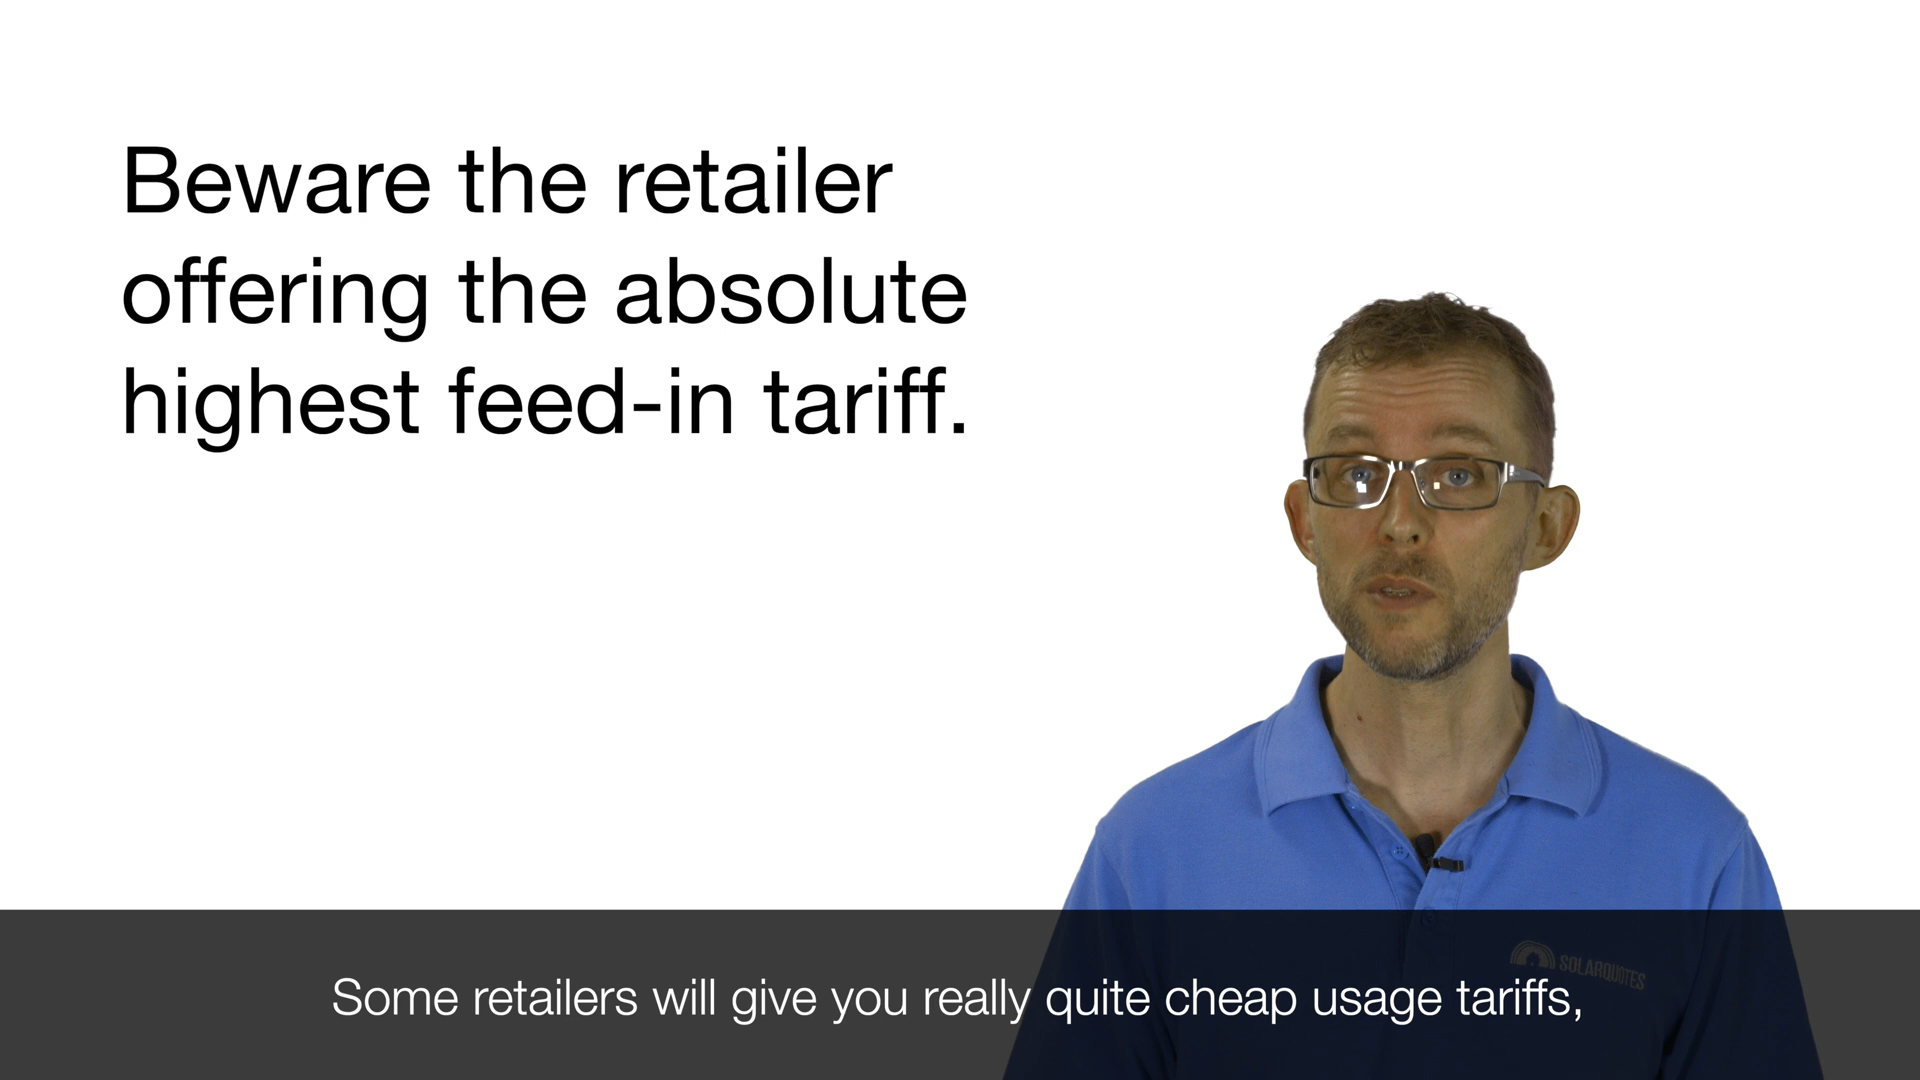 Beware the retailer
offering the absolute
highest feed-in tariff.
SOLARQUOTES
Some retailers will give you really quite cheap usage tariffs,